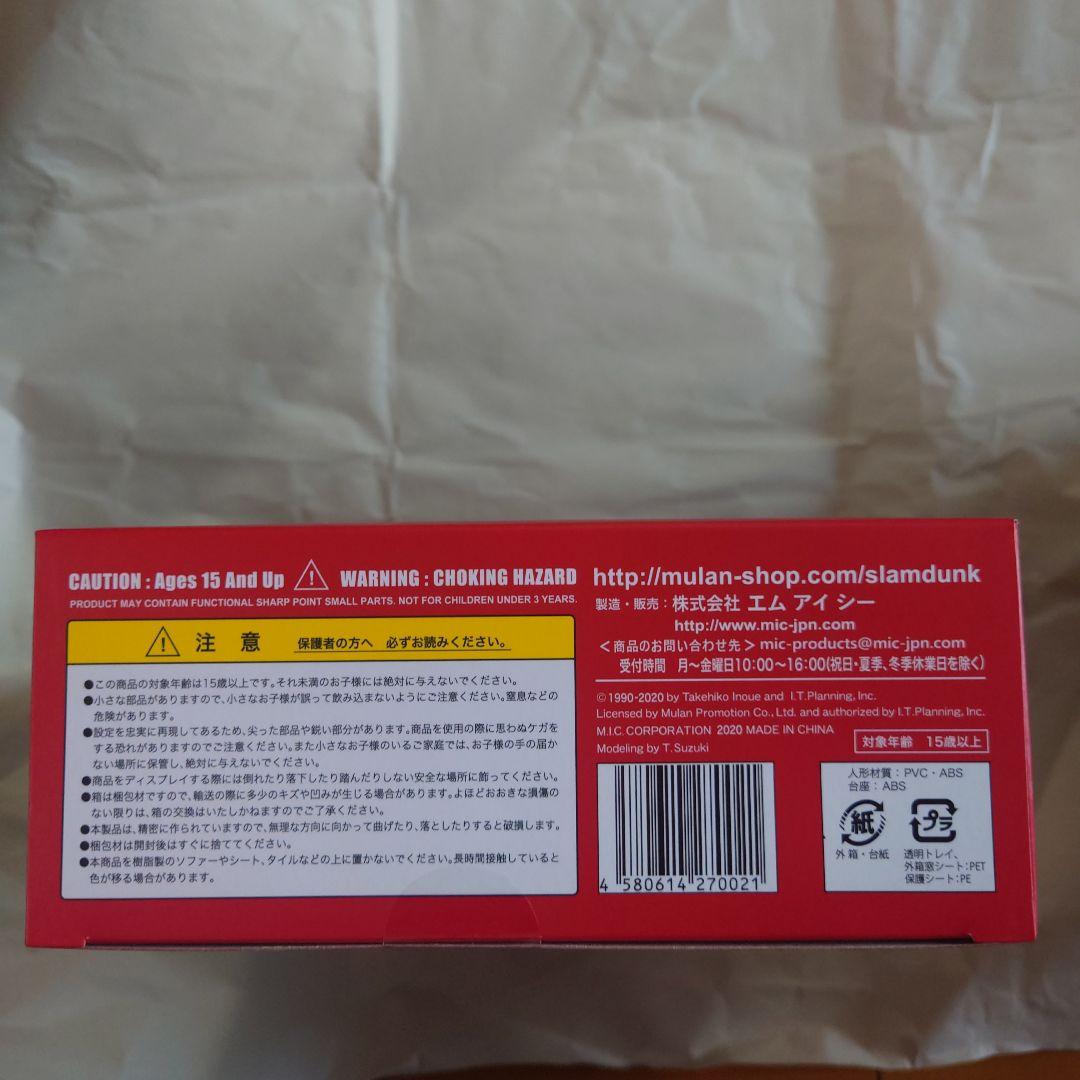 CAUTION : Ages 15 And Up ! WARNING : CHOKING HAZARD
PRODUCT MAY CONTAIN FUNCTIONAL SHARP POINT SMALL PARTS. NOT FOR CHILDREN UNDER 3 YEARS.
! 注 意 保護者の方へ 必ずお読みください。
●この商品の対象年齢は15歳以上です。それ未満のお子様には絶対に与えないでください。
●小さな部品がありますので、小さなお子様が誤って飲み込まないようにご注意ください。窒息などの
危険があります。
●設定を忠実に再現してあるため、尖った部品や鋭い部分があります。商品を使用の際に思わぬケガを
する恐れがありますのでご注意ください。また小さなお子様のいるご家庭では、お子様の手の届か
ない場所に保管し、絶対に与えないでください。
●商品をディスプレイする際には倒れたり落下したり踏んだりしない安全な場所に飾ってください。
●箱は梱包材ですので、輸送の際に多少のキズや凹みが生じる場合があります。よほどおおきな損傷の
ない限りは、箱の交換はいたしかねますのでご了承ください。
●本製品は、精密に作られていますので、無理な方向に向かって曲げたり、落としたりすると破損します。
●梱包材は開封後はすぐに捨ててください。
●本商品を樹脂製のソファーやシート、タイルなどの上に置かないでください。長時間接触していると
色が移る場合があります。
http://mulan-shop.com/slamdunk
製造・販売：株式会社 エム アイ シー
http://www.mic-jpn.com
＜商品のお問い合わせ先＞mic-products@mic-jpn.com
受付時間 月〜金曜日10:00〜16:00(祝日・夏季、冬季休業日を除く)
©1990-2020 by Takehiko Inoue and I.T.Planning, Inc.
Licensed by Mulan Promotion Co., Ltd. and authorized by I.T.Planning, Inc.
M.I.C. CORPORATION 2020 MADE IN CHINA
Modeling by T.Suzuki
対象年齢 15歳以上
4 580614 270021
人形材質：PVC・ABS
台座：ABS
紙
外箱・台紙
プラ
透明トレイ、
外箱窓シート：PET
保護シート：PE